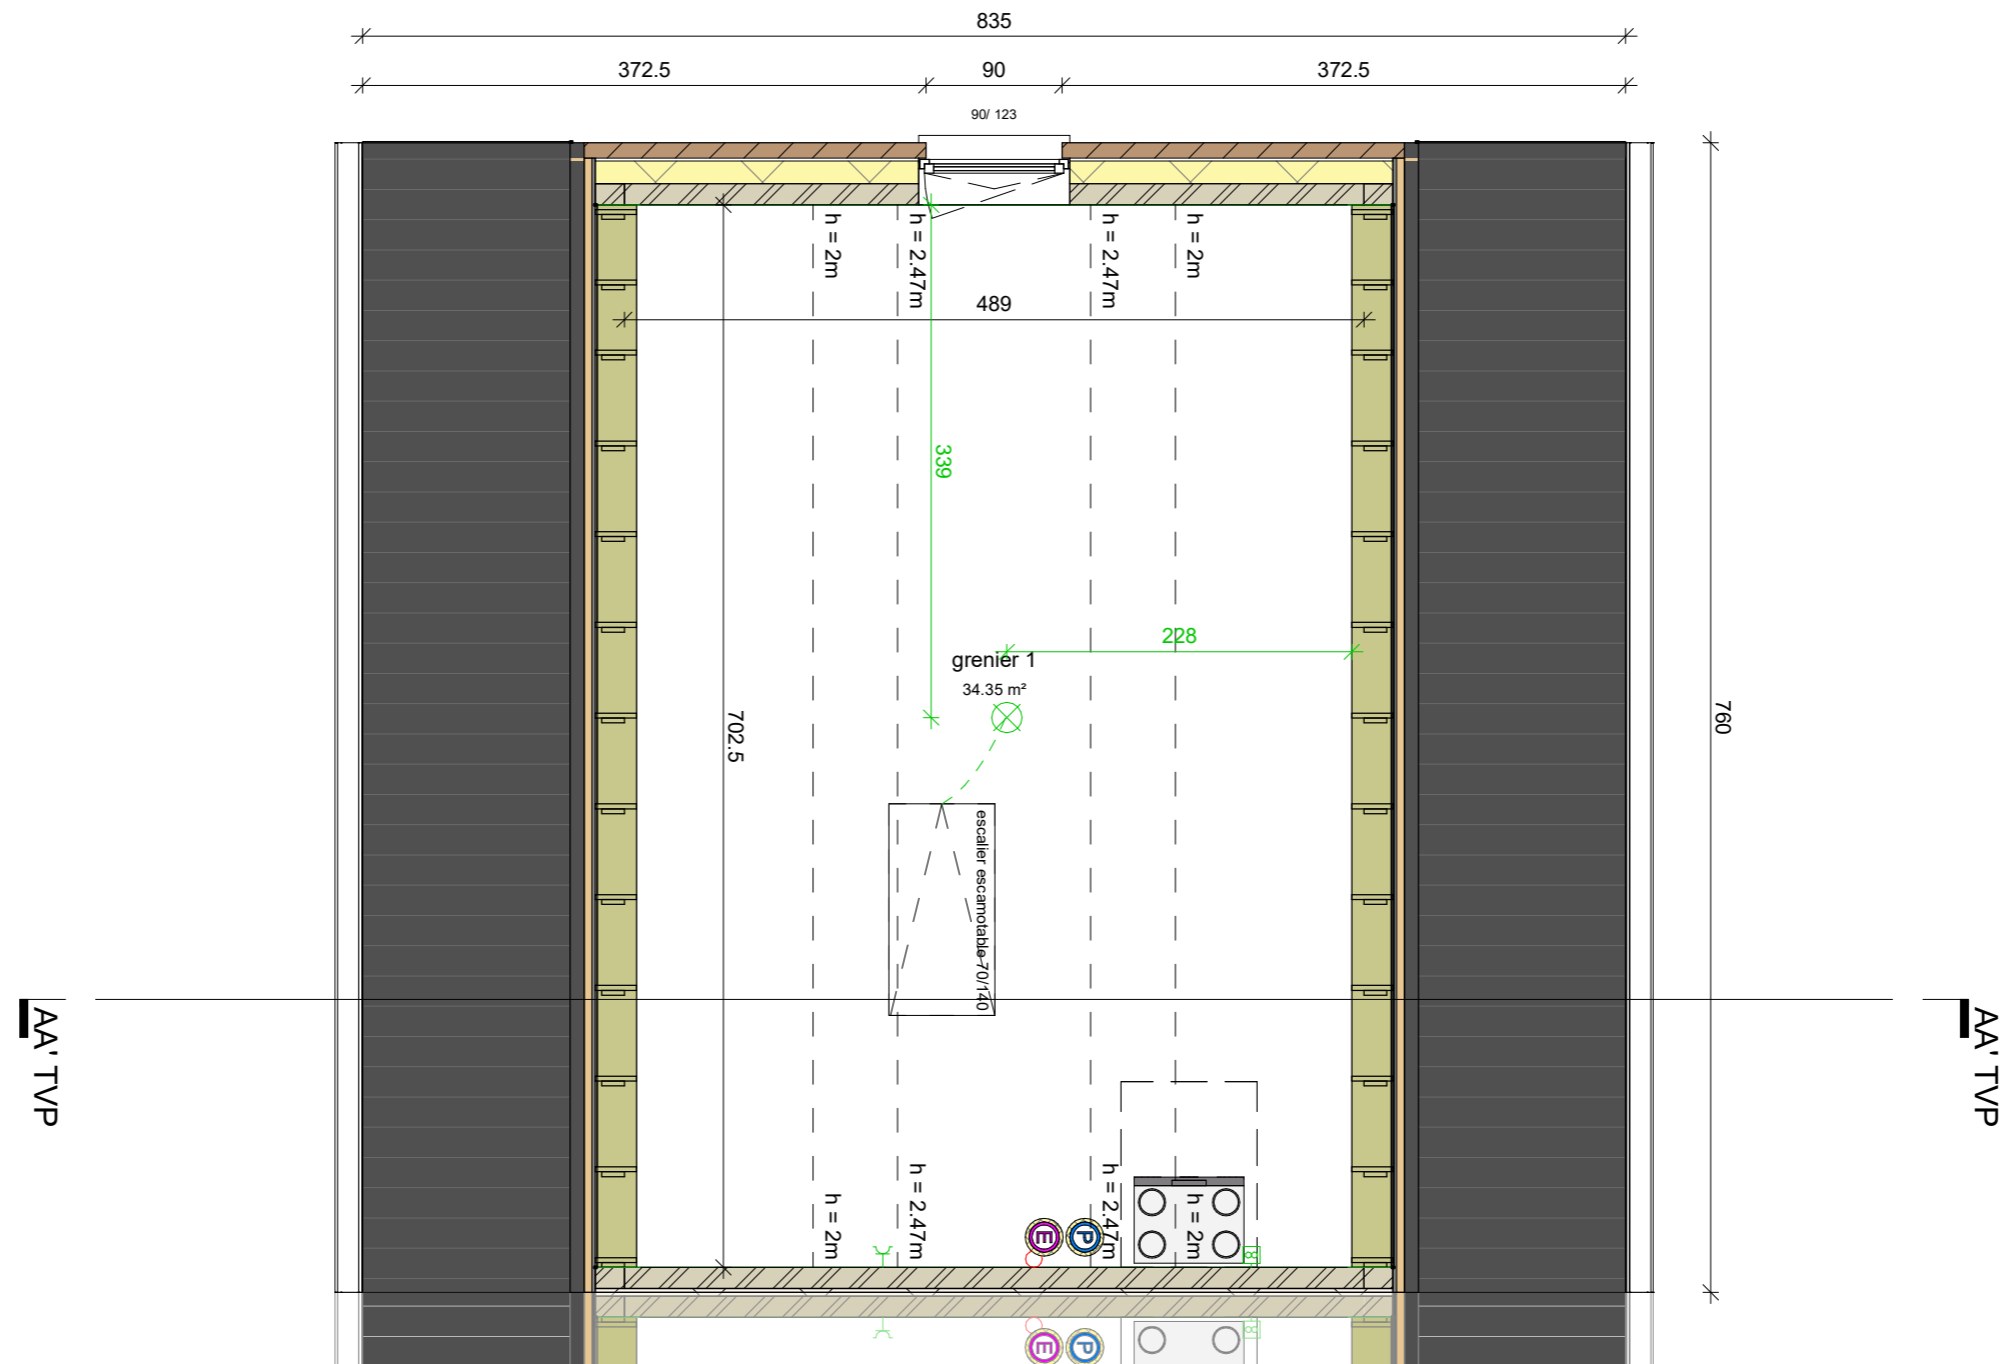 835
372.5
90
372.5
90/ 123
h = 2m
h = 2.47m
h = 2.47m
h = 2m
489
339
228
grenier 1
34.35 m²
702.5
760
escalier escamotable 70/140
AA' TVP
AA' TVP
h = 2m
h = 2.47m
h = 2.47m
h = 2m
E
P
8
E
P
8